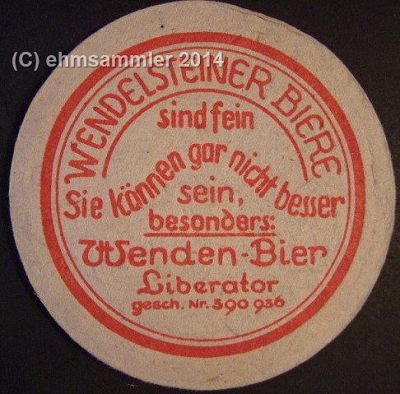 (C) ehmsammler 2014
WENDELSTEINER BIERE
sind fein
Sie können gar nicht besser
sein,
besonders:
Wenden-Bier
Liberator
gesch. Nr. 390 936